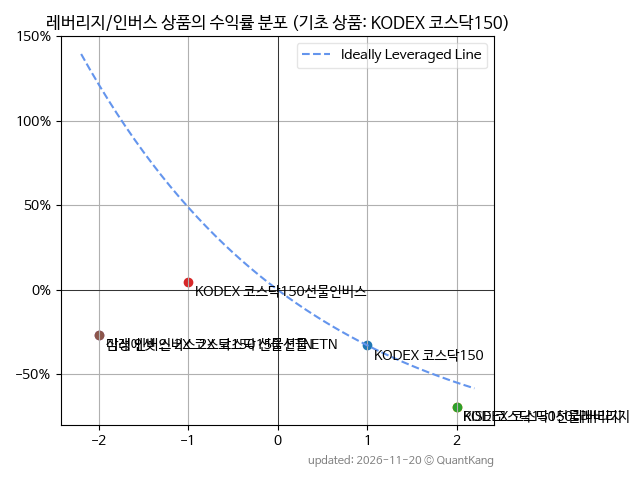 레버리지/인버스 상품의 수익률 분포 (기초 상품: KODEX 코스닥150)
150%
Ideally Leveraged Line
100%
50%
0%
KODEX 코스닥150선물인버스
KODEX 코스닥150
−50%
−2
−1
0
1
2
updated: 2026-11-20 © QuantKang